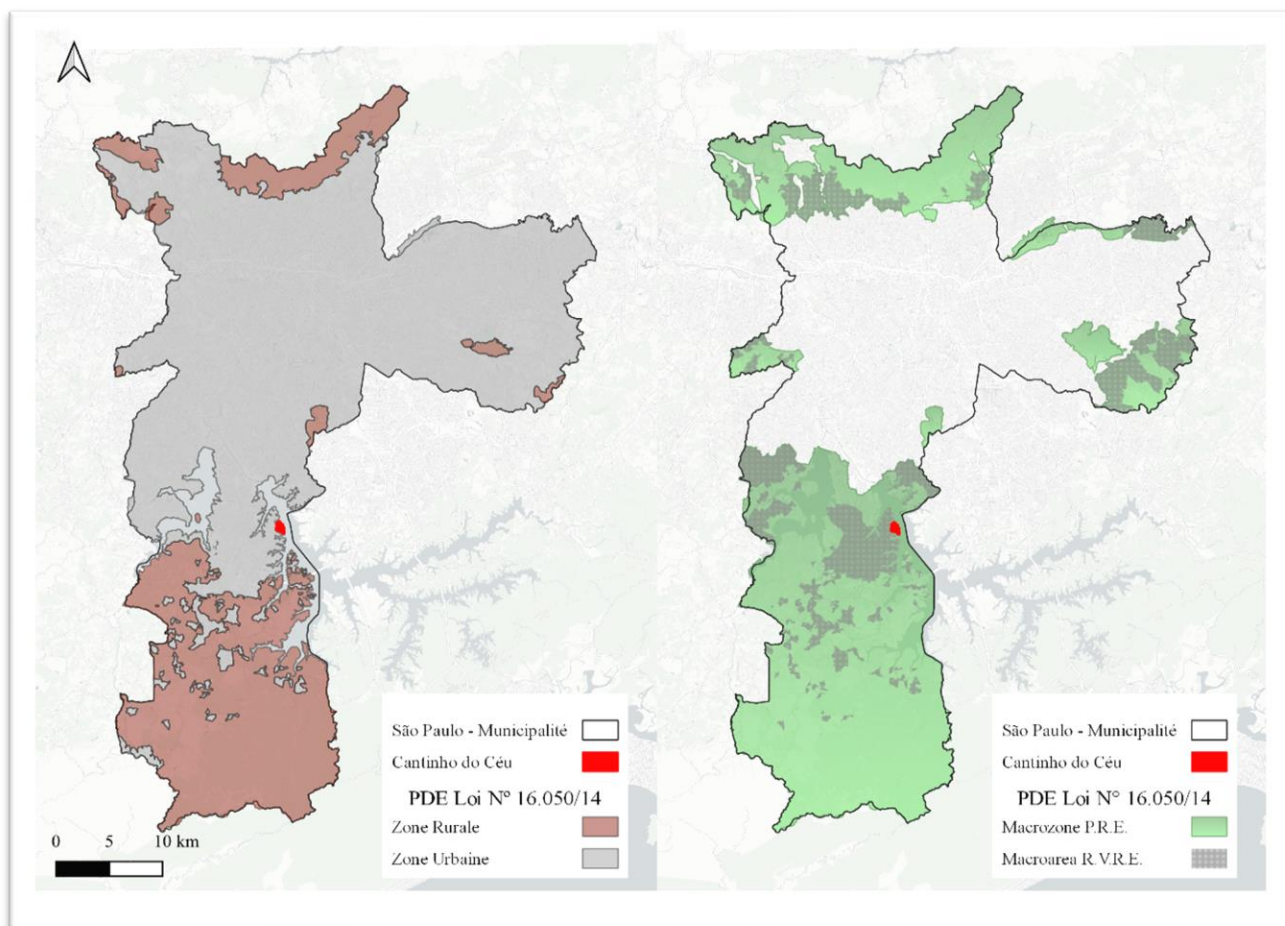 São Paulo - Municipalité
Cantinho do Céu
PDE Loi N° 16.050/14
Zone Rurale
Zone Urbaine
0 5 10 km
São Paulo - Municipalité
Cantinho do Céu
PDE Loi N° 16.050/14
Macrozone P.R.E.
Macroarea R.V.R.E.